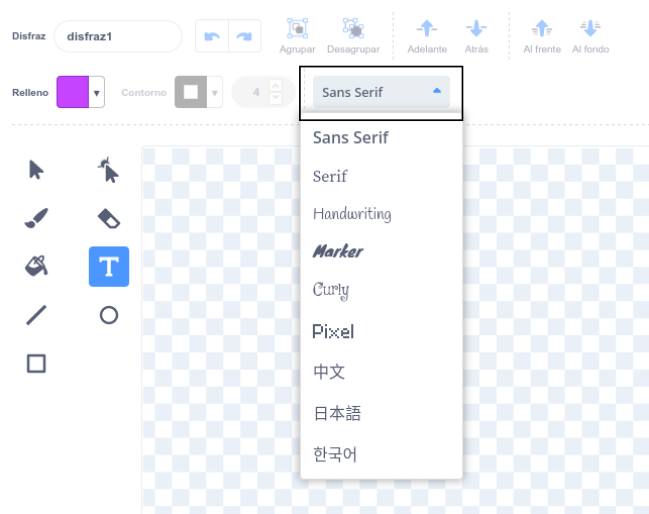 Disfraz disfraz1
Agrupar Desagrupar Adelante Atrás Al frente Al fondo
Relleno Contorno 4 Sans Serif
Sans Serif
Serif
Handwriting
Marker
Curly
Pixel
中文
日本語
한국어
T